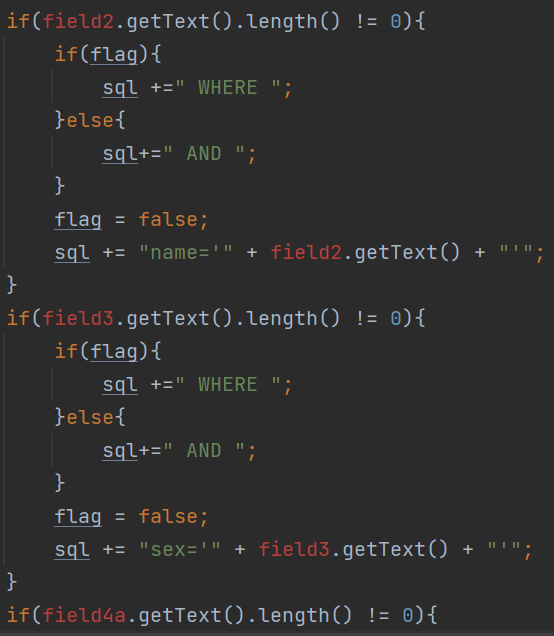 if(field2.getText().length() != 0){
if(flag){
sql +=" WHERE ";
}else{
sql+=" AND ";
}
flag = false;
sql += "name='" + field2.getText() + "'";
}
if(field3.getText().length() != 0){
if(flag){
sql +=" WHERE ";
}else{
sql+=" AND ";
}
flag = false;
sql += "sex='" + field3.getText() + "'";
}
if(field4a.getText().length() != 0){